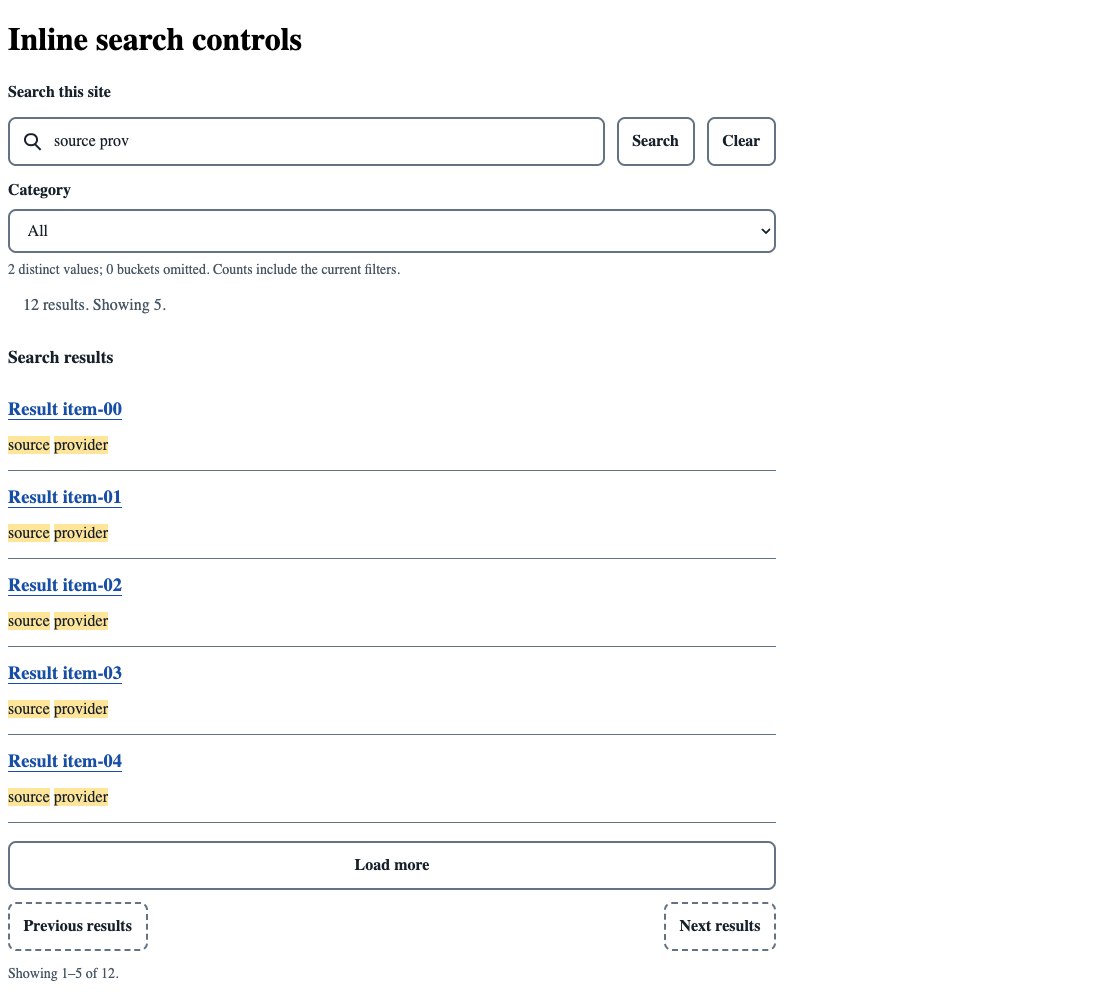 Inline search controls
Search this site
source prov
Search
Clear
Category
All
2 distinct values; 0 buckets omitted. Counts include the current filters.
12 results. Showing 5.
Search results
Result item-00
source provider
Result item-01
source provider
Result item-02
source provider
Result item-03
source provider
Result item-04
source provider
Load more
Previous results
Next results
Showing 1–5 of 12.